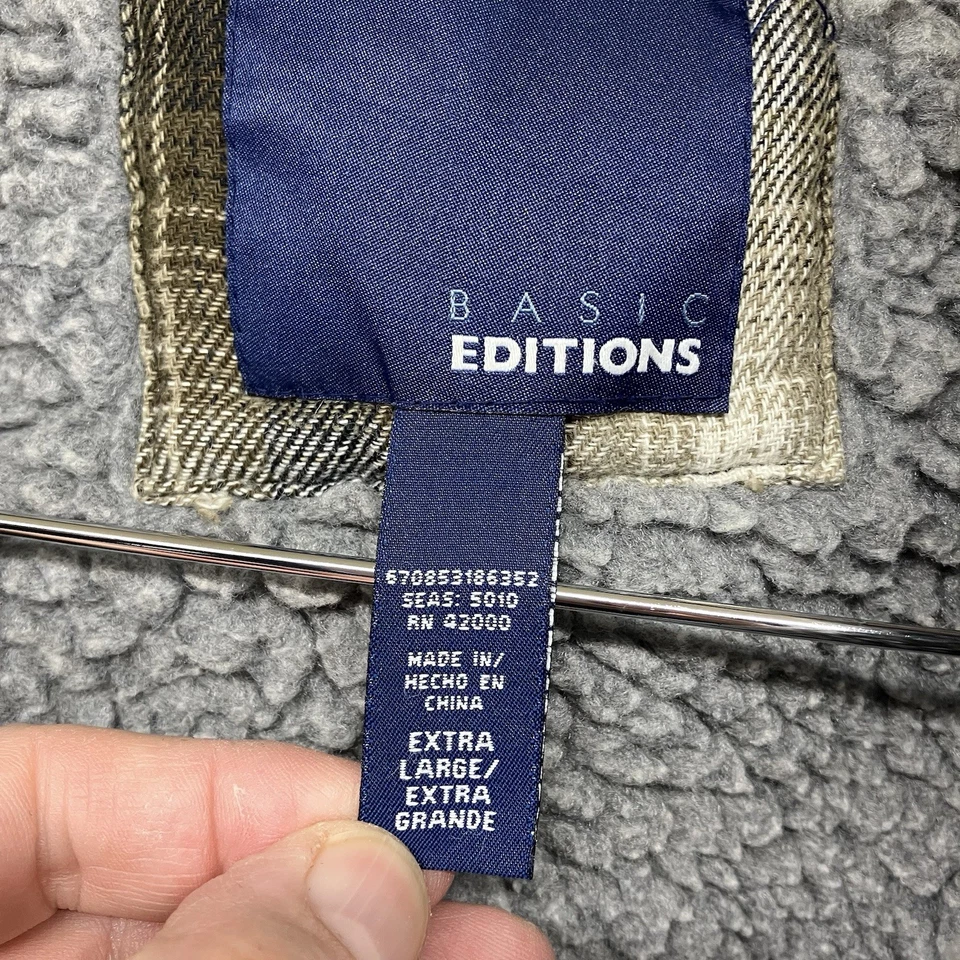 BASIC
EDITIONS
670853186352
SEAS: 5010
RN 42000
MADE IN/
HECHO EN
CHINA
EXTRA
LARGE/
EXTRA
GRANDE